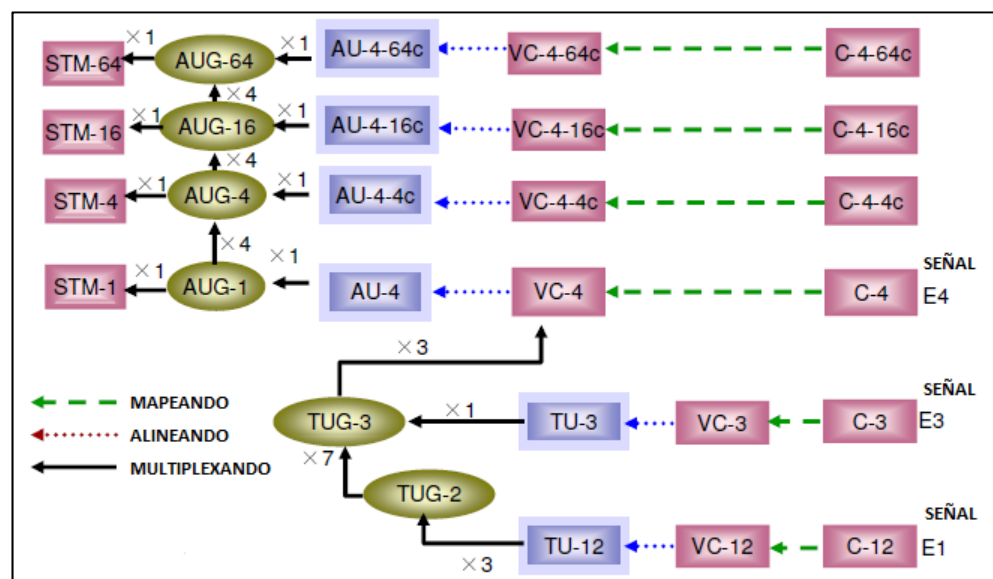 STM-64 ×1 AUG-64 ×1 AU-4-64c VC-4-64c C-4-64c
×4
STM-16 ×1 AUG-16 ×1 AU-4-16c VC-4-16c C-4-16c
×4
STM-4 ×1 AUG-4 ×1 AU-4-4c VC-4-4c C-4-4c
×4
SEÑAL
STM-1 ×1 AUG-1 ×1 AU-4 VC-4 C-4 E4
×3
SEÑAL
MAPEANDO
TUG-3 ×1 TU-3 VC-3 C-3 E3
ALINEANDO
×7
MULTIPLEXANDO
TUG-2
SEÑAL
×3 TU-12 VC-12 C-12 E1